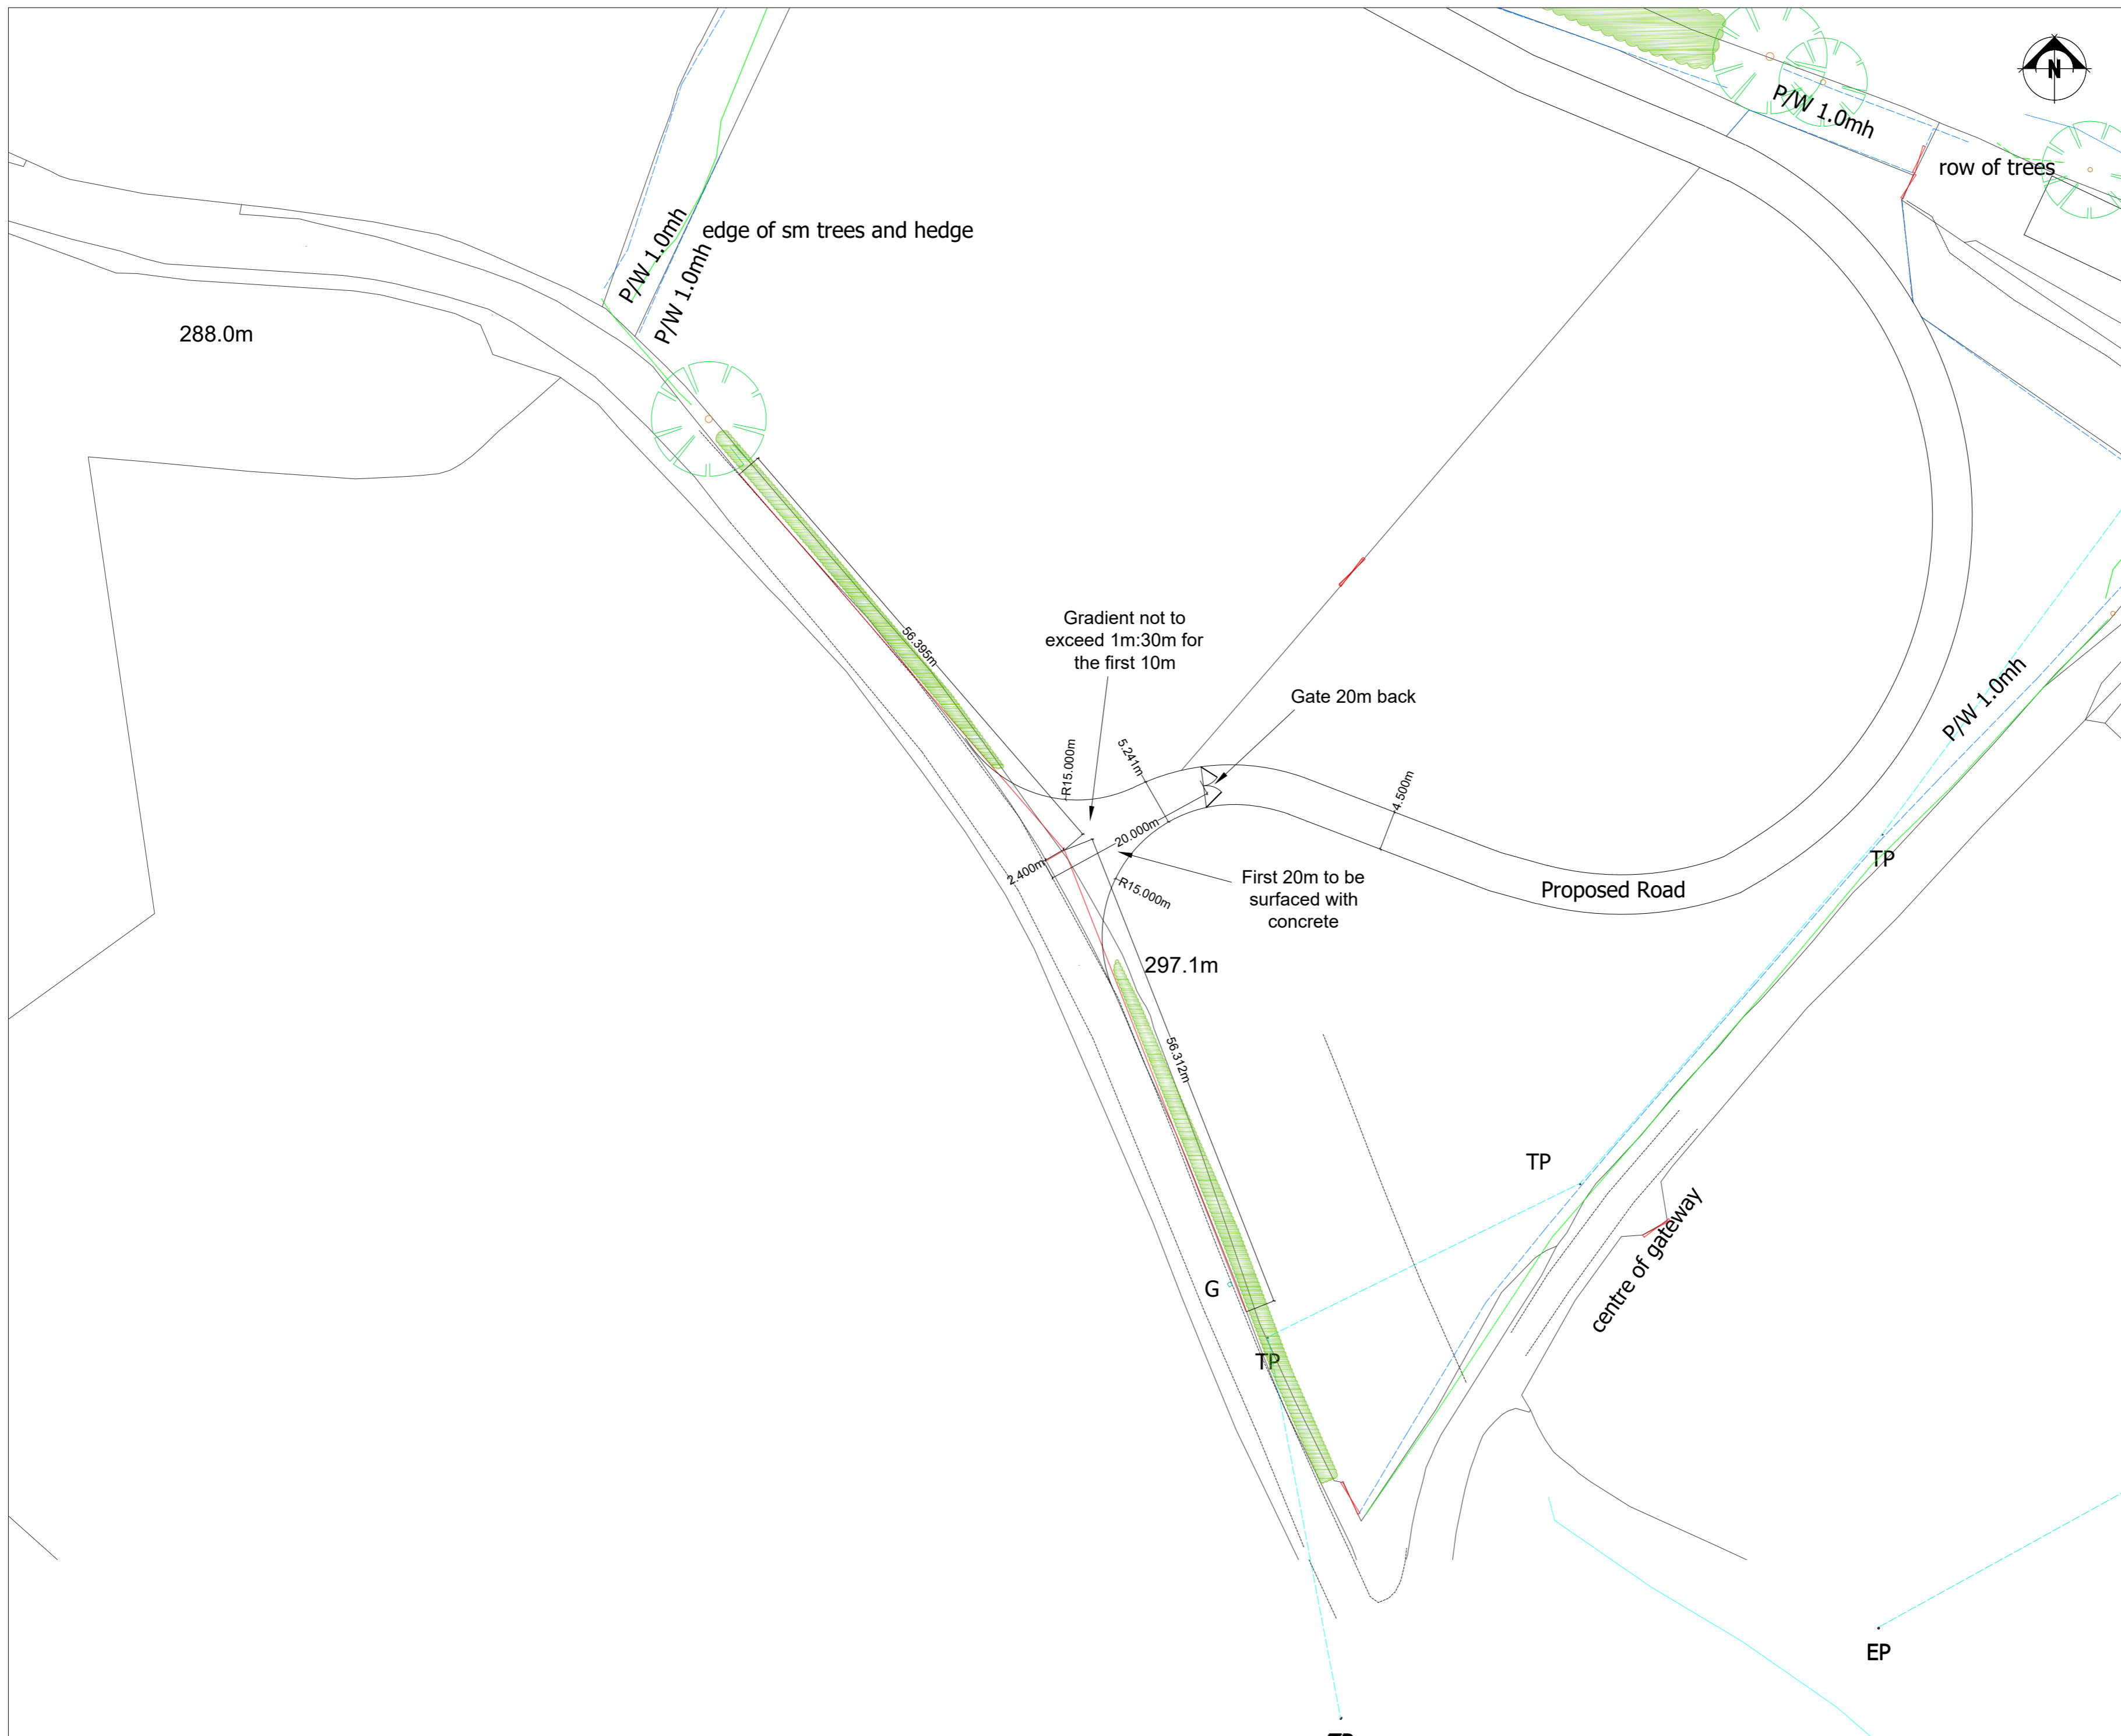 N
P/W 1.0mh
row of trees
P/W 1.0mh
edge of sm trees and hedge
P/W 1.0mh
288.0m
56.395m
Gradient not to
exceed 1m:30m for
the first 10m
Gate 20m back
P/W 1.0mh
R15.000m
5.241m
4.500m
20.000m
2.400m
TP
R15.000m
First 20m to be
surfaced with
concrete
Proposed Road
297.1m
56.312m
TP
centre of gateway
G
TP
EP